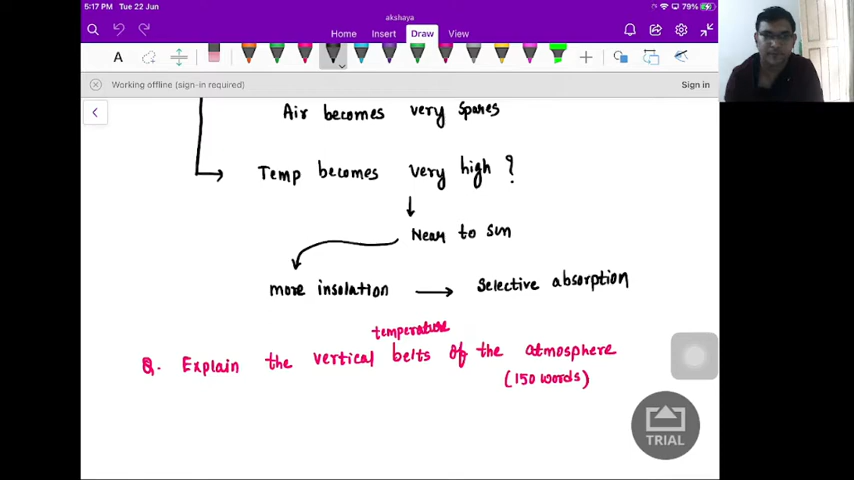 5:17 PM Tue 22 Jun
79%
akshaya
Home Insert Draw View
A
Working offline (sign-in required)
Sign in
Air becomes very spares
Temp becomes very high ?
Near to sun
more insolation → Selective absorption
temperature
Q. Explain the vertical belts of the atmosphere
(150 words)
TRIAL